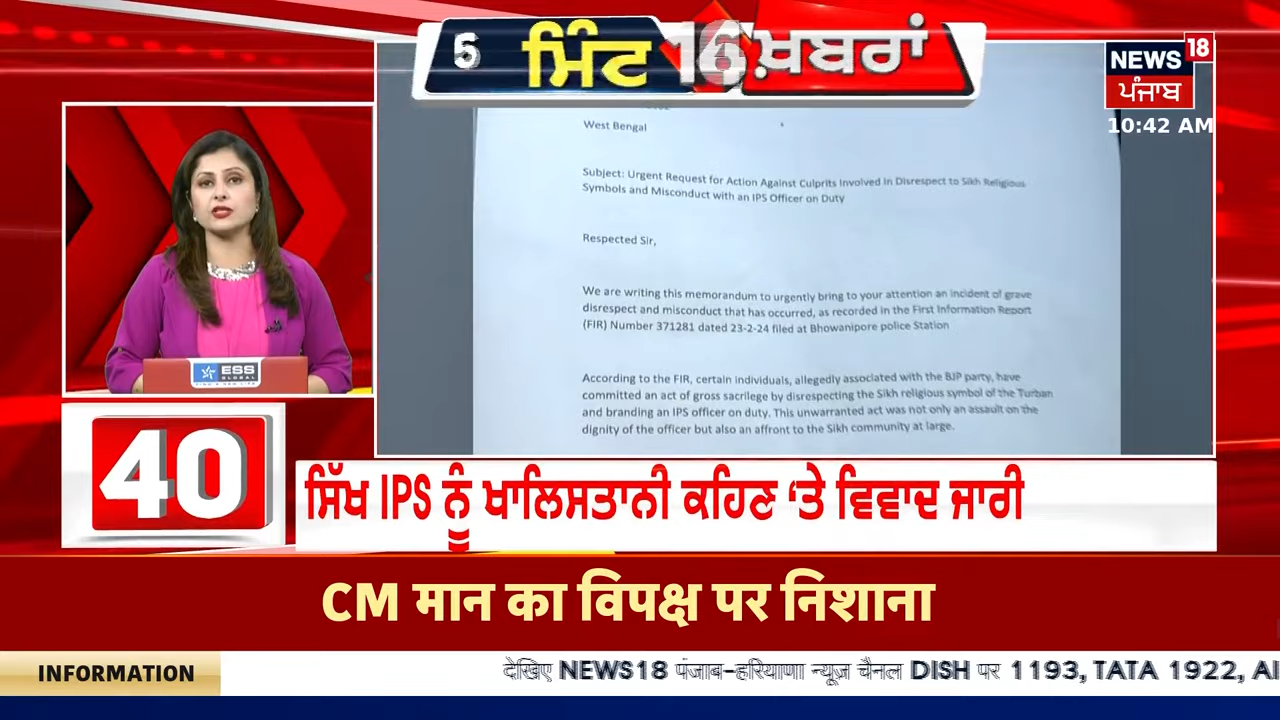 5 ਮਿੰਟ 16 ਖ਼ਬਰਾਂ
NEWS 18
ਪੰਜਾਬ
10:42 AM
West Bengal
Subject: Urgent Request for Action Against Culprits Involved in Disrespect to Sikh Religious
Symbols and Misconduct with an IPS Officer on Duty
Respected Sir,
We are writing this memorandum to urgently bring to your attention an incident of grave
disrespect and misconduct that has occurred, as recorded in the First Information Report
(FIR) Number 371281 dated 23-2-24 filed at Bhowanipore police Station
According to the FIR, certain individuals, allegedly associated with the BJP party, have
committed an act of gross sacrilege by disrespecting the Sikh religious symbol of the Turban
and branding an IPS officer on duty. This unwarranted act was not only an assault on the
dignity of the officer but also an affront to the Sikh community at large.
ESS
GLOBAL
40
ਸਿੱਖ IPS ਨੂੰ ਖਾਲਿਸਤਾਨੀ ਕਹਿਣ ‘ਤੇ ਵਿਵਾਦ ਜਾਰੀ
CM मान का विपक्ष पर निशाना
INFORMATION
देखिए NEWS18 पंजाब-हरियाणा न्यूज़ चैनल DISH पर 1193, TATA 1922, AI